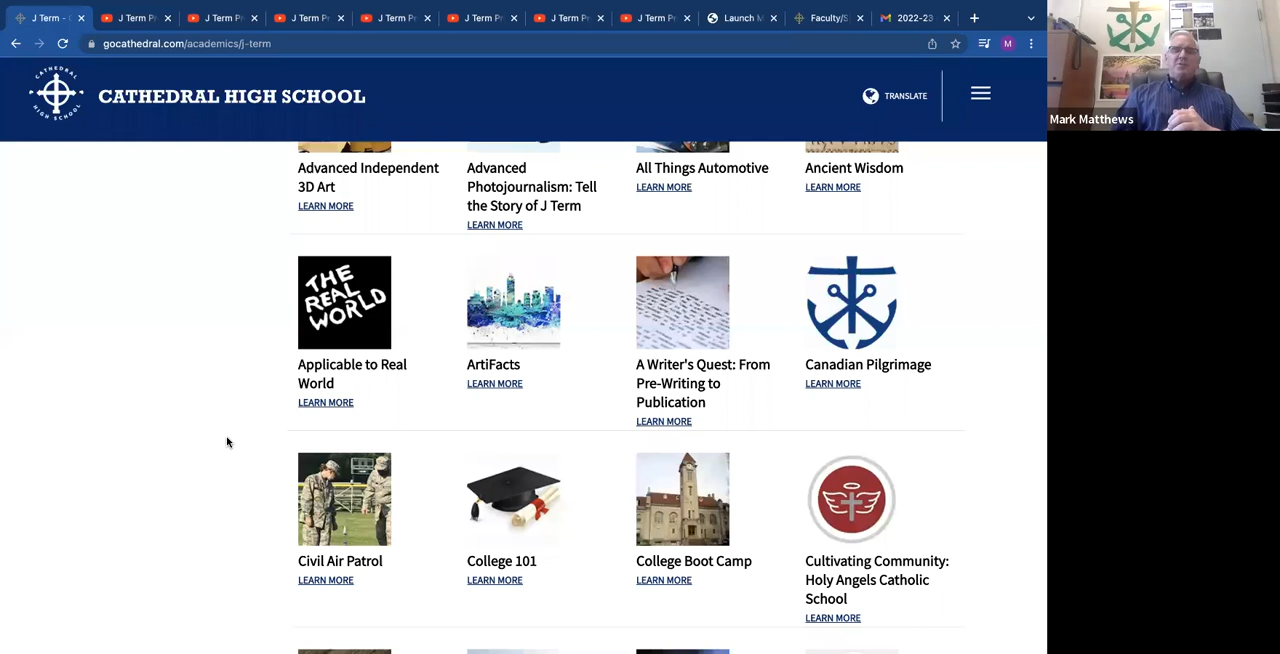 J Term - C
J Term Pr
J Term Pr
J Term Pr
J Term Pr
J Term Pr
J Term Pr
J Term Pr
Launch M
Faculty/S
2022-23
gocathedral.com/academics/j-term
M
CATHEDRAL
HIGH SCHOOL
CATHEDRAL HIGH SCHOOL
TRANSLATE
Mark Matthews
Advanced Independent
3D Art
LEARN MORE
Advanced
Photojournalism: Tell
the Story of J Term
LEARN MORE
All Things Automotive
LEARN MORE
Ancient Wisdom
LEARN MORE
THE
REAL
WORLD
Applicable to Real
World
LEARN MORE
ArtiFacts
LEARN MORE
A Writer's Quest: From
Pre-Writing to
Publication
LEARN MORE
Canadian Pilgrimage
LEARN MORE
Civil Air Patrol
LEARN MORE
College 101
LEARN MORE
College Boot Camp
LEARN MORE
Cultivating Community:
Holy Angels Catholic
School
LEARN MORE